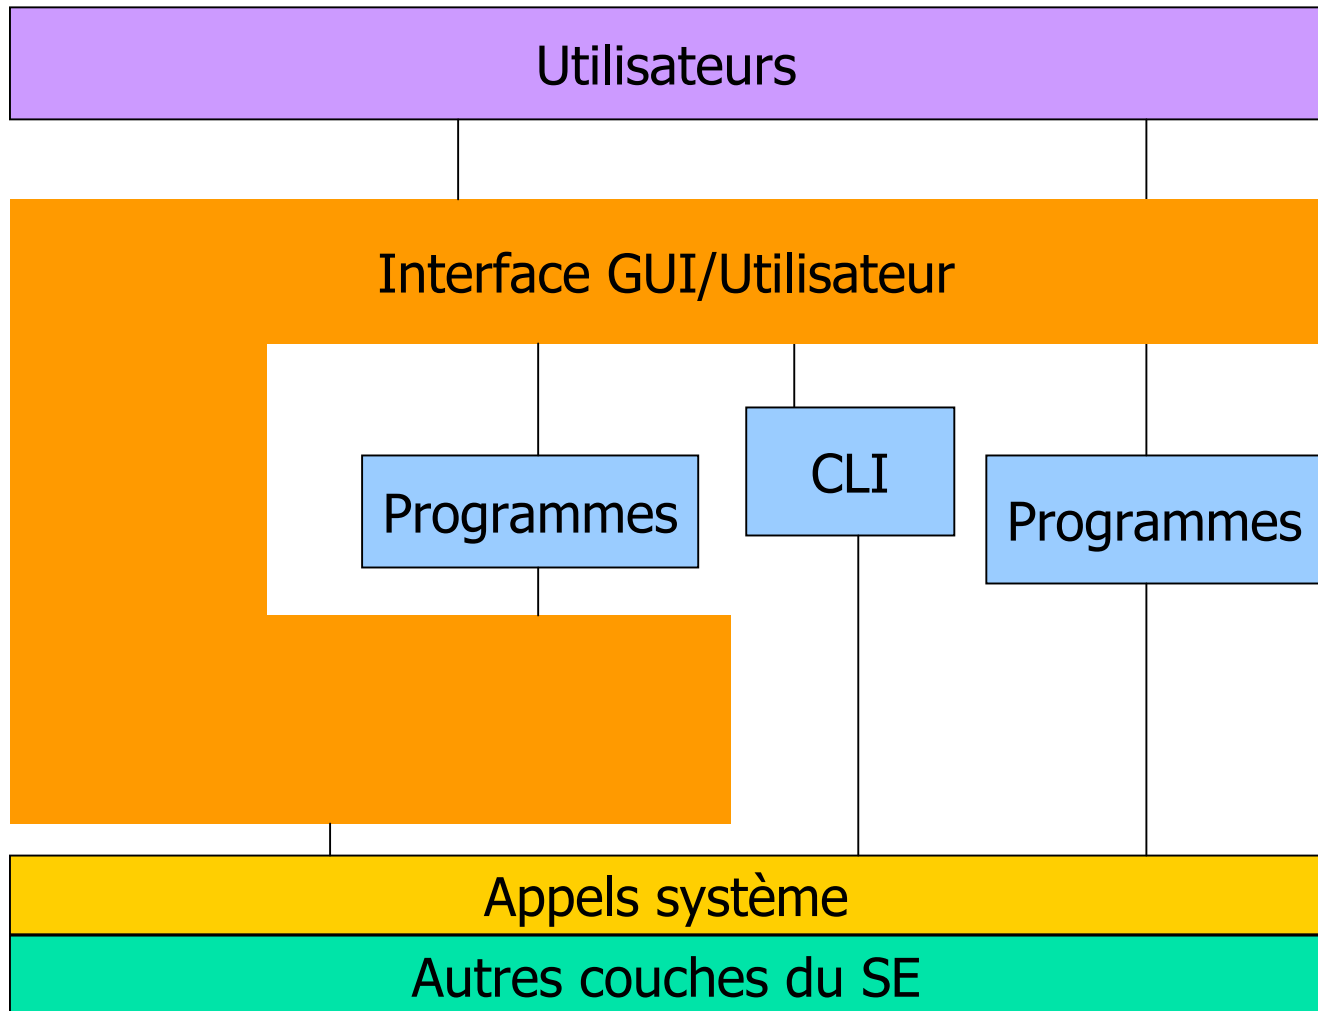 Utilisateurs
Interface GUI/Utilisateur
CLI
Programmes
Programmes
Appels système
Autres couches du SE